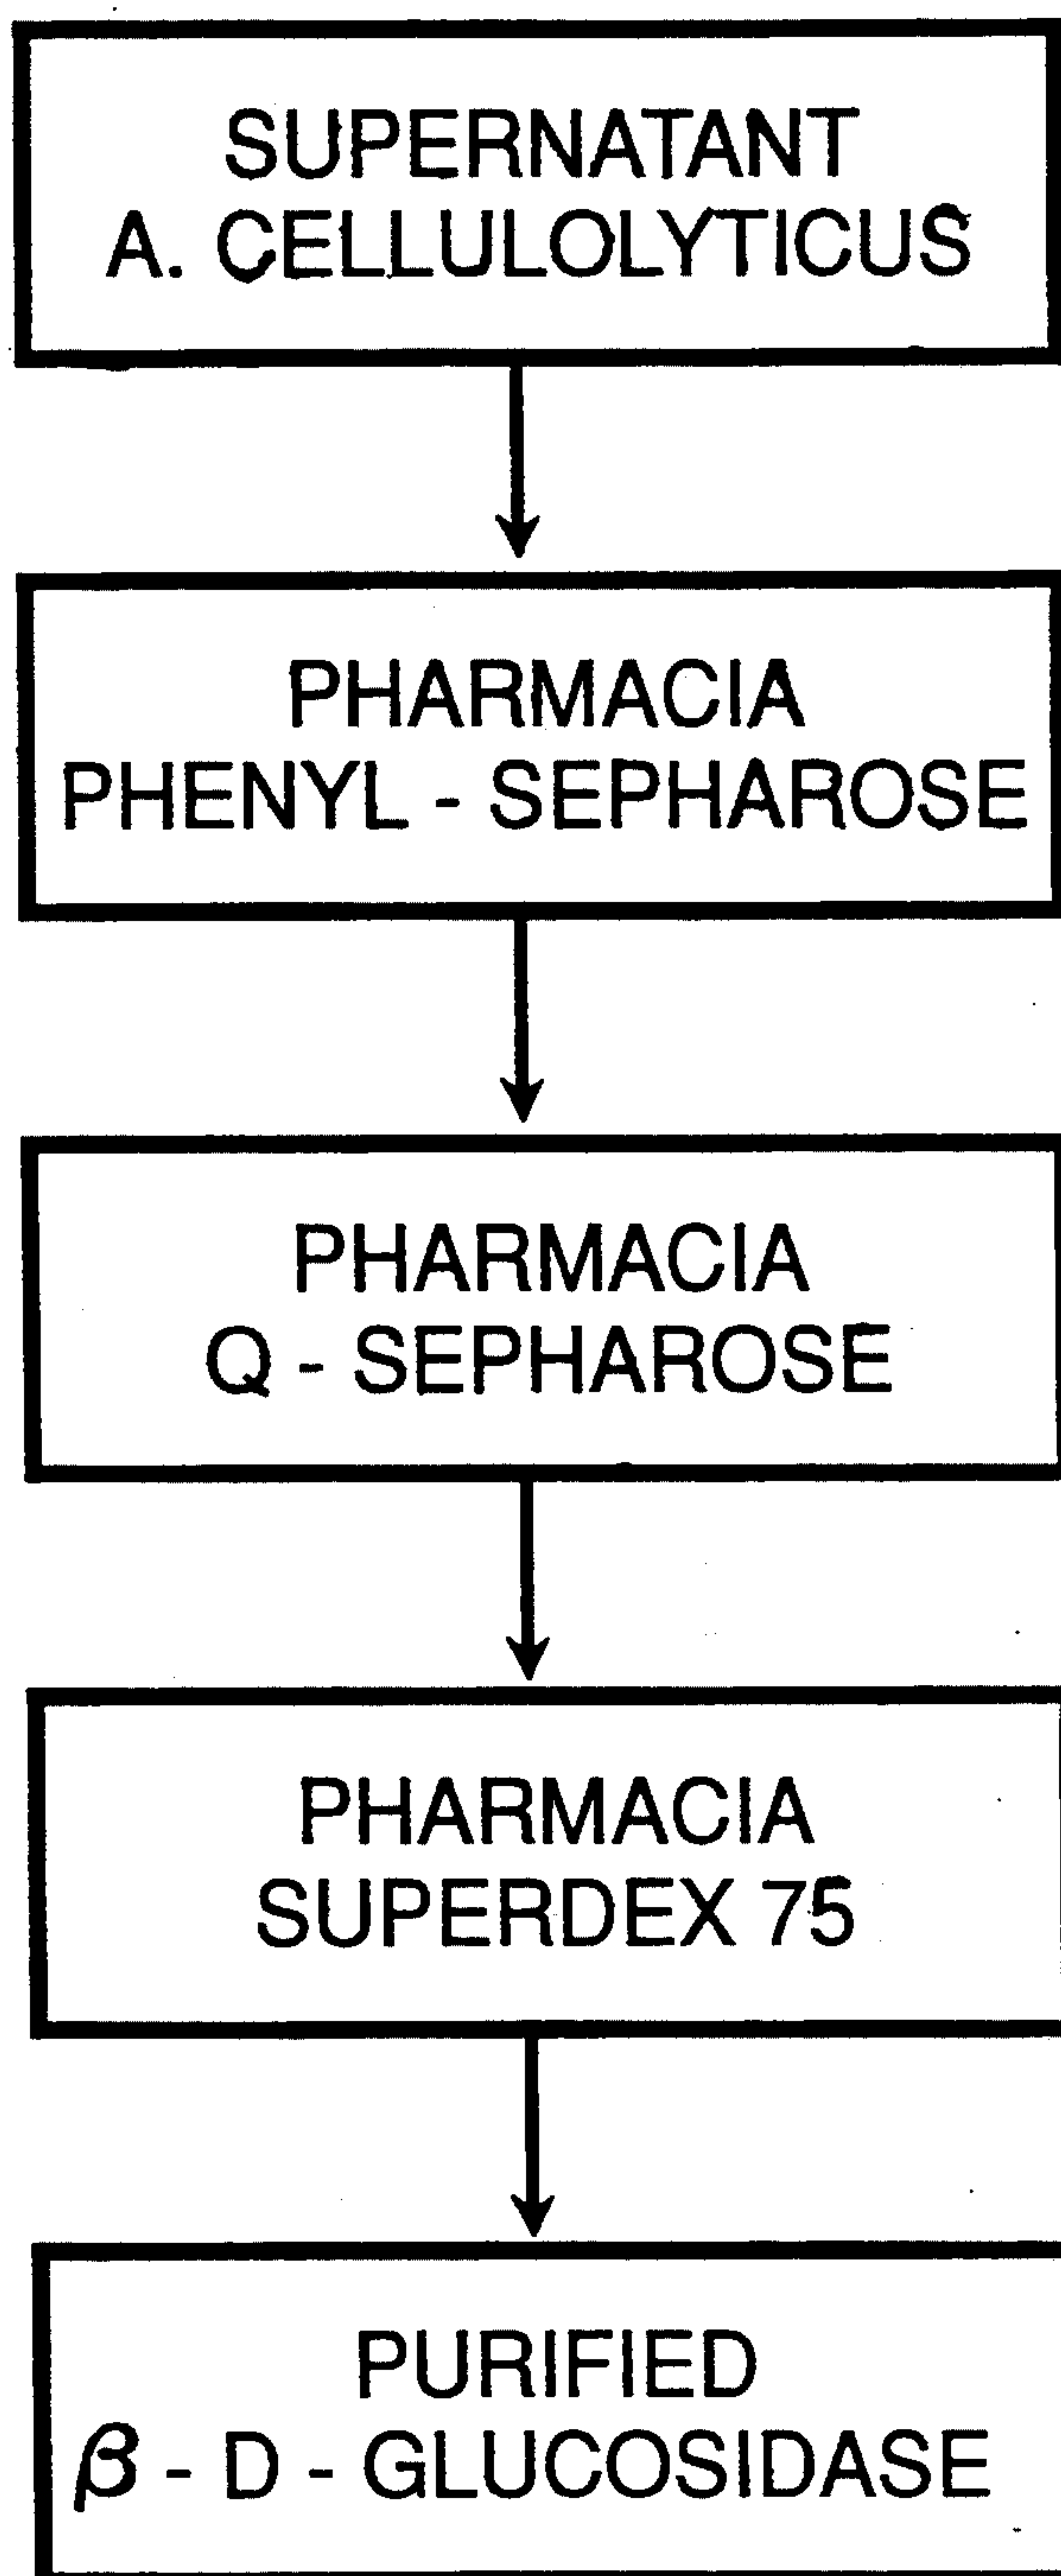 SUPERNATANT
A. CELLULOLYTICUS
PHARMACIA
PHENYL - SEPHAROSE
PHARMACIA
Q - SEPHAROSE
PHARMACIA
SUPERDEX 75
PURIFIED
β - D - GLUCOSIDASE